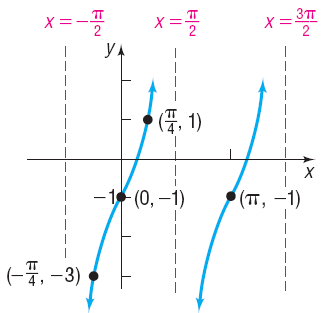 x = -π/2
x = π/2
x = 3π/2
y
(π/4, 1)
x
-1
(0, -1)
(π, -1)
(-π/4, -3)